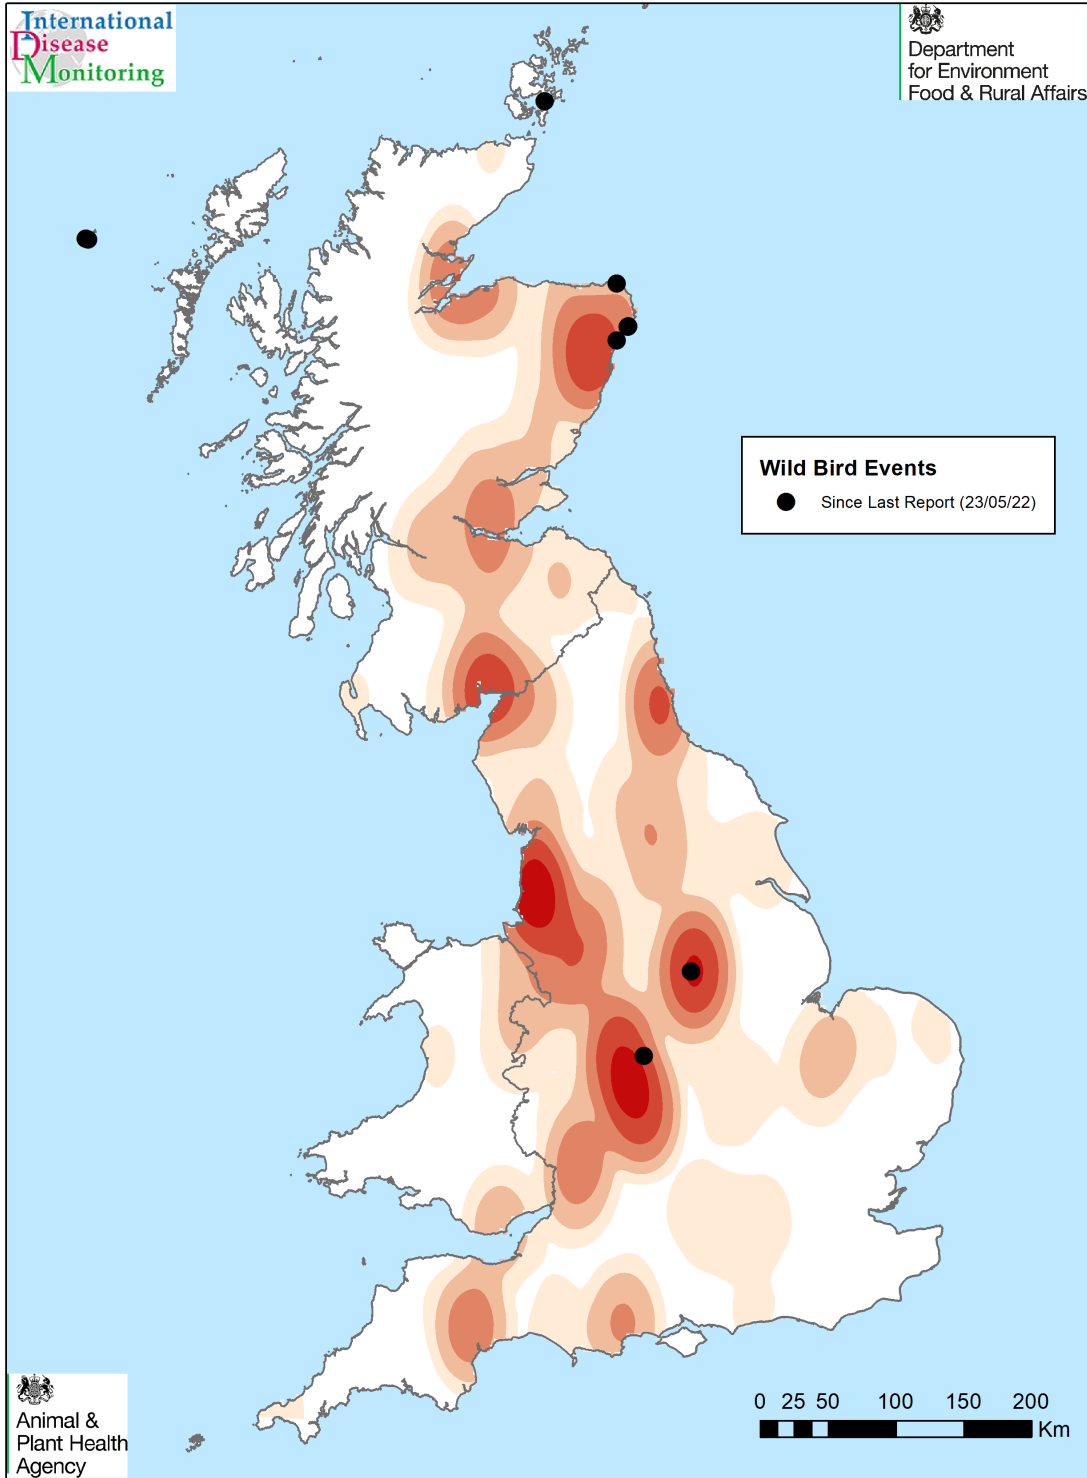 International
Disease
Monitoring
Department
for Environment
Food & Rural Affairs
Wild Bird Events
Since Last Report (23/05/22)
0 25 50 100 150 200
Km
Animal &
Plant Health
Agency